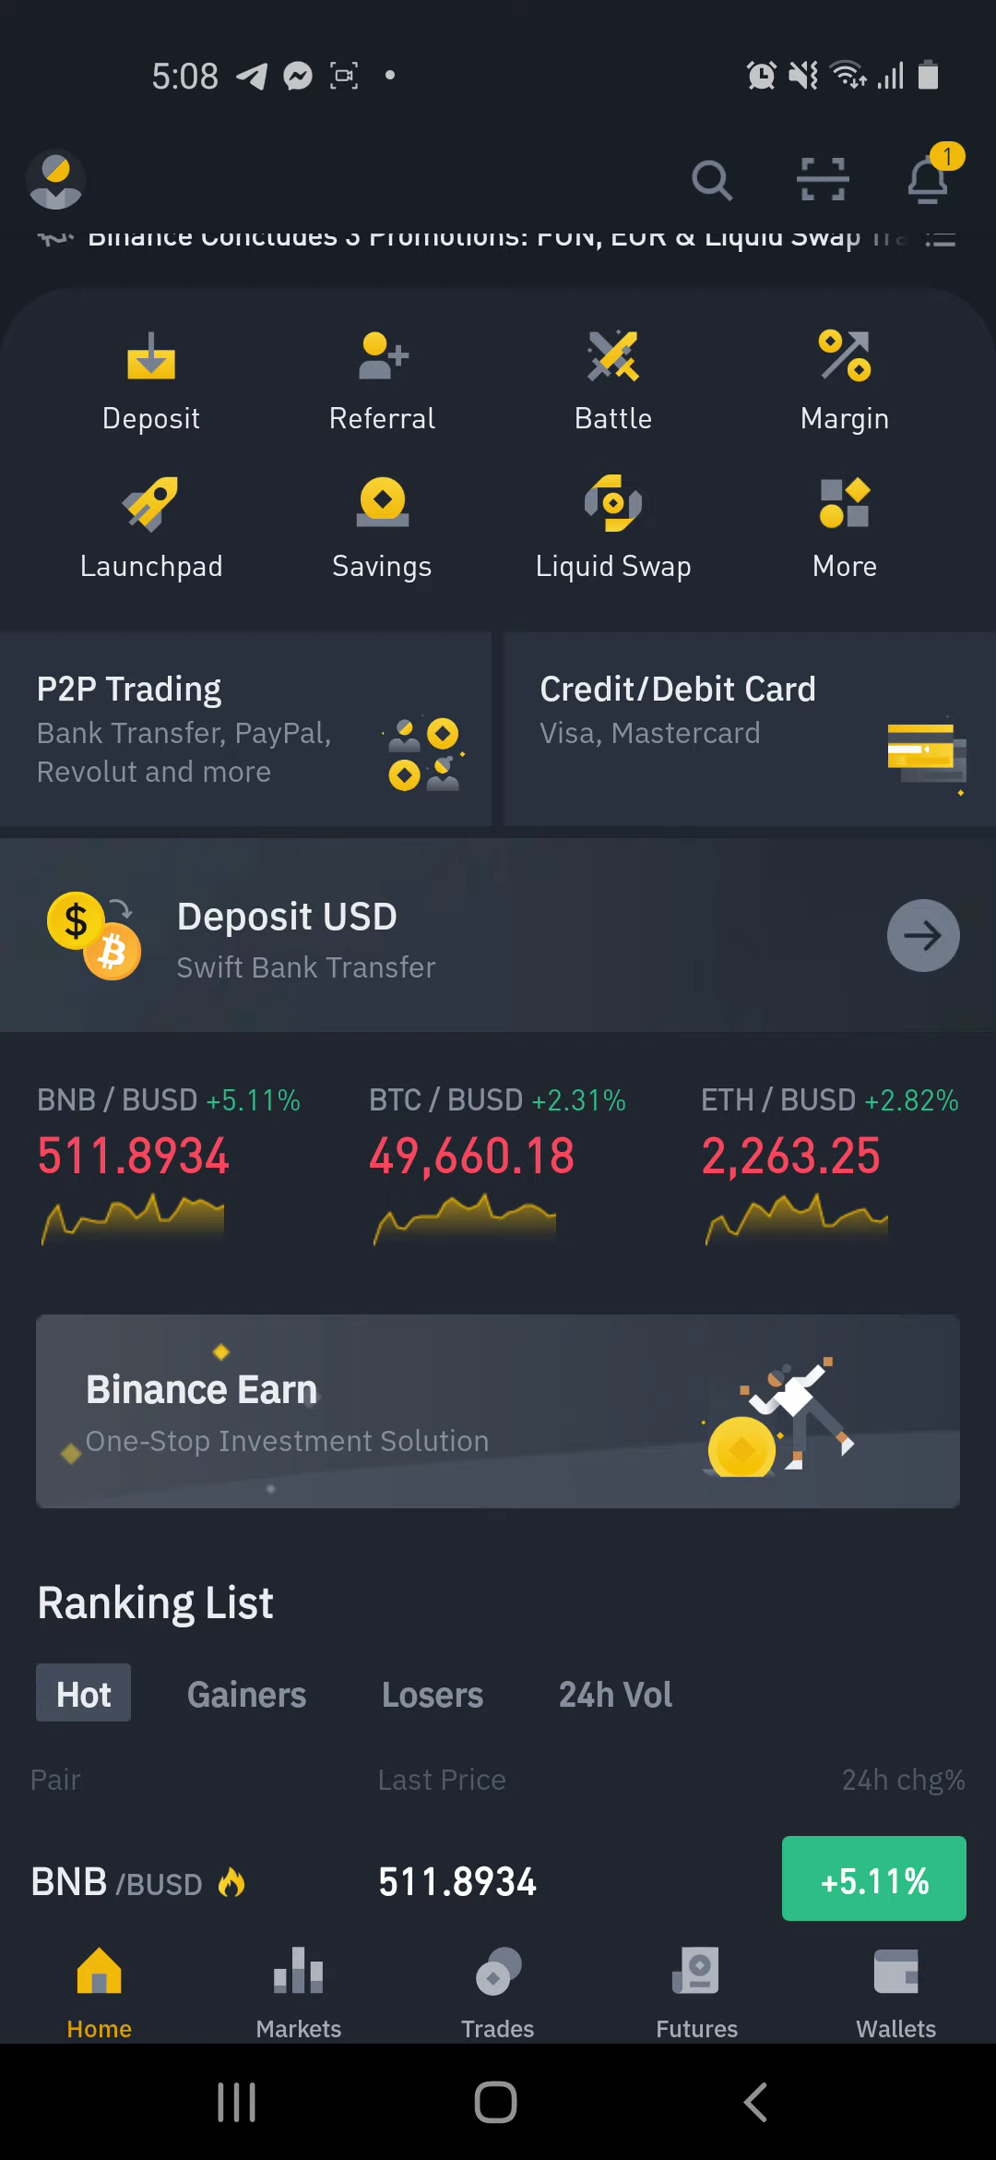 5:08
1
Binance Concludes 3 Promotions: FUN, EUR & Liquid Swap Tra
Deposit Referral Battle Margin
Launchpad Savings Liquid Swap More
P2P Trading
Bank Transfer, PayPal,
Revolut and more
Credit/Debit Card
Visa, Mastercard
$
Deposit USD
Swift Bank Transfer
BNB / BUSD +5.11% BTC / BUSD +2.31% ETH / BUSD +2.82%
511.8934 49,660.18 2,263.25
Binance Earn
One-Stop Investment Solution
Ranking List
Hot Gainers Losers 24h Vol
Pair Last Price 24h chg%
BNB /BUSD 511.8934 +5.11%
Home Markets Trades Futures Wallets